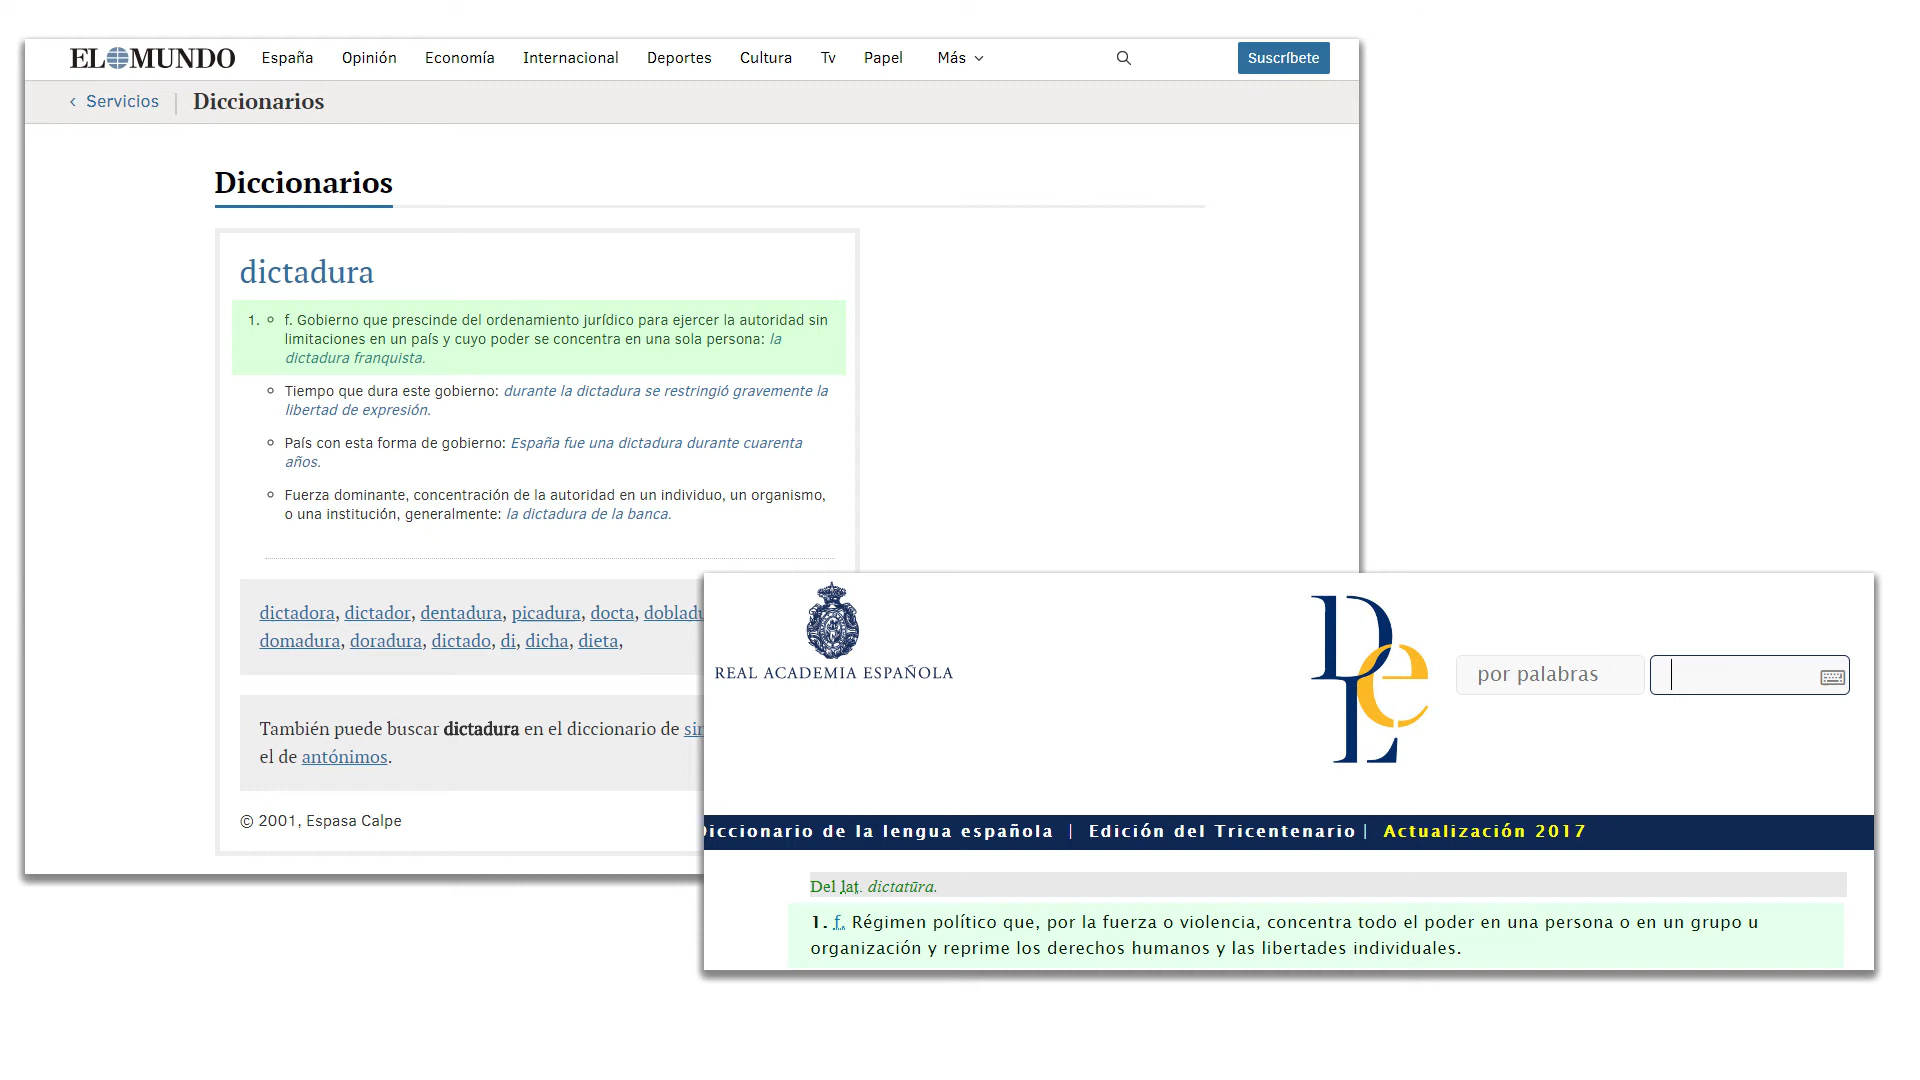 EL MUNDO España Opinión Economía Internacional Deportes Cultura Tv Papel Más Suscríbete
‹ Servicios | Diccionarios
Diccionarios
dictadura
1. ◦ f. Gobierno que prescinde del ordenamiento jurídico para ejercer la autoridad sin
limitaciones en un país y cuyo poder se concentra en una sola persona: la
dictadura franquista.
◦ Tiempo que dura este gobierno: durante la dictadura se restringió gravemente la
libertad de expresión.
◦ País con esta forma de gobierno: España fue una dictadura durante cuarenta
años.
◦ Fuerza dominante, concentración de la autoridad en un individuo, un organismo,
o una institución, generalmente: la dictadura de la banca.
dictadora, dictador, dentadura, picadura, docta,
domadura, doradura, dictado, di, dicha, dieta,
También puede buscar dictadura en el diccionario de
el de antónimos.
© 2001, Espasa Calpe
REAL ACADEMIA ESPAÑOLA
DLe
por palabras
Diccionario de la lengua española | Edición del Tricentenario | Actualización 2017
Del lat. dictatūra.
1. f. Régimen político que, por la fuerza o violencia, concentra todo el poder en una persona o en un grupo u
organización y reprime los derechos humanos y las libertades individuales.